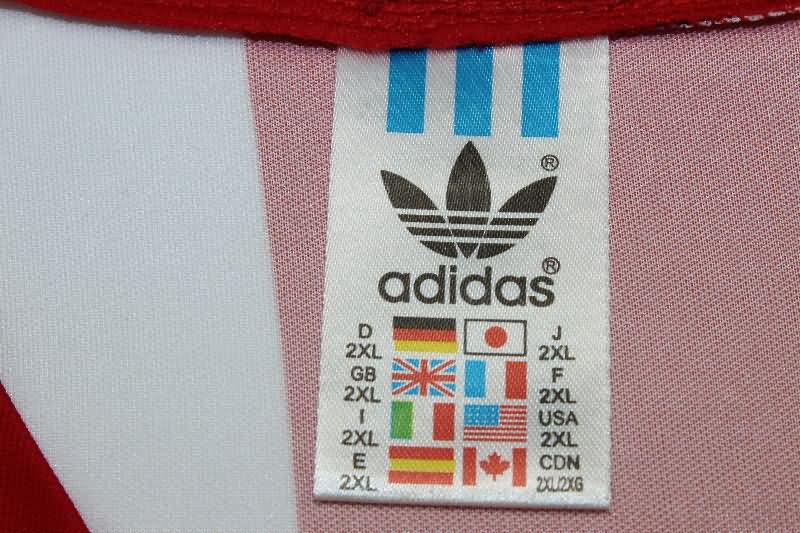 ®
adidas®
D J
2XL 2XL
GB F
2XL 2XL
I USA
2XL 2XL
E CDN
2XL 2XL/2XG